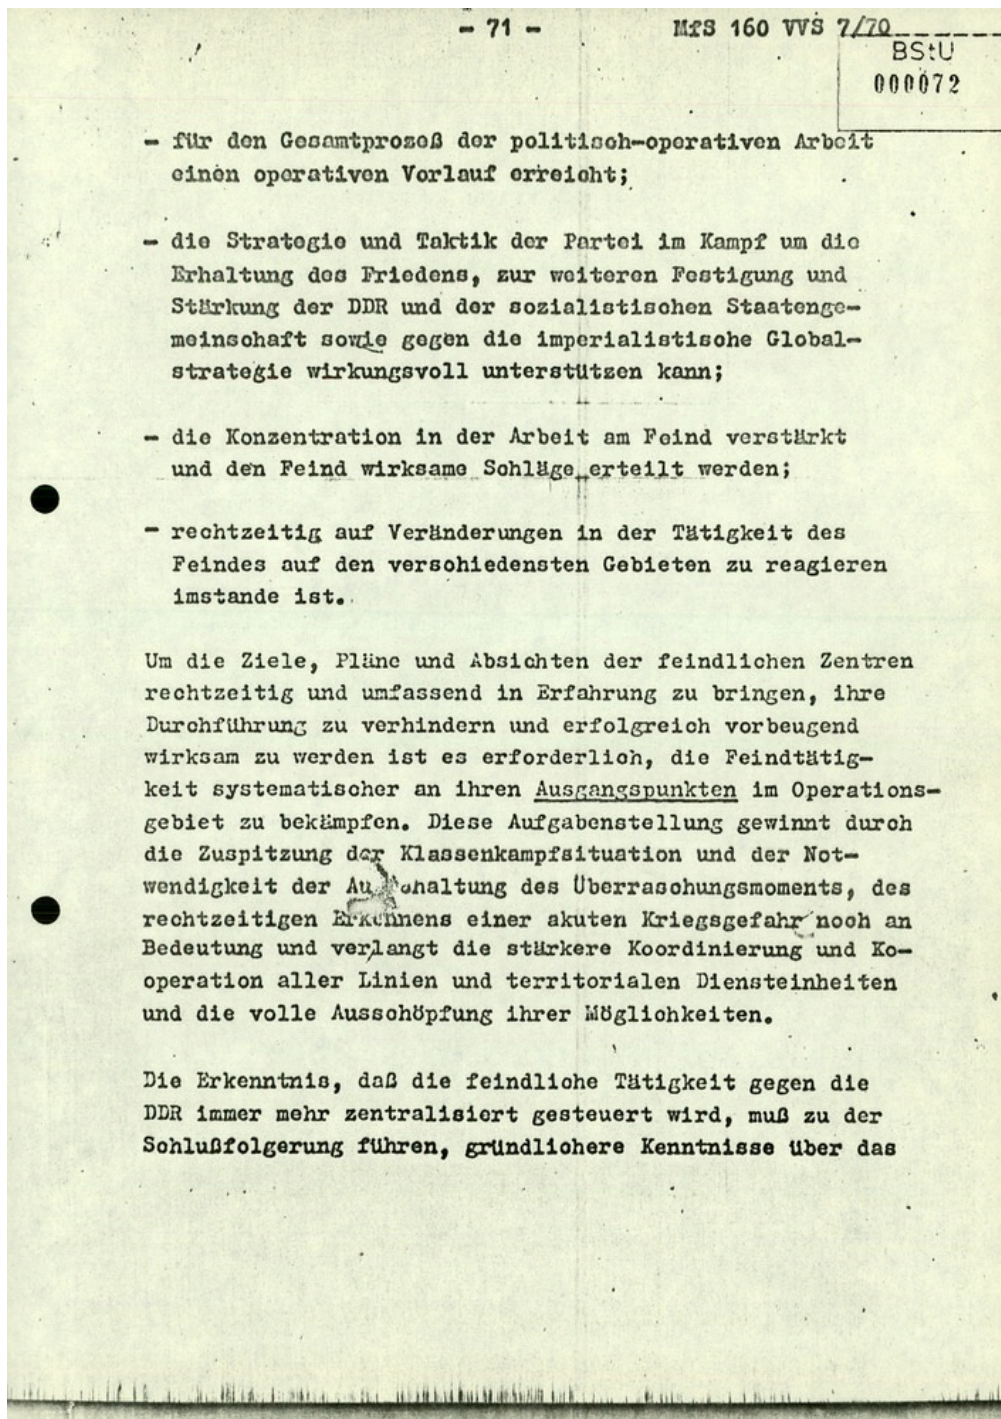 - 71 -
MfS 160 VVS 7/70
BStU
000072
- für den Gesamtprozeß der politisch-operativen Arbeit
einen operativen Vorlauf erreicht;
- die Strategie und Taktik der Partei im Kampf um die
Erhaltung des Friedens, zur weiteren Festigung und
Stärkung der DDR und der sozialistischen Staatenge-
meinschaft sowie gegen die imperialistische Global-
strategie wirkungsvoll unterstützen kann;
- die Konzentration in der Arbeit am Feind verstärkt
und den Feind wirksame Schläge erteilt werden;
- rechtzeitig auf Veränderungen in der Tätigkeit des
Feindes auf den verschiedensten Gebieten zu reagieren
imstande ist.
Um die Ziele, Pläne und Absichten der feindlichen Zentren
rechtzeitig und umfassend in Erfahrung zu bringen, ihre
Durchführung zu verhindern und erfolgreich vorbeugend
wirksam zu werden ist es erforderlich, die Feindtätig-
keit systematischer an ihren Ausgangspunkten im Operations-
gebiet zu bekämpfen. Diese Aufgabenstellung gewinnt durch
die Zuspitzung der Klassenkampfsituation und der Not-
wendigkeit der des Überraschungsmoments, des
rechtzeitigen Erkennens einer akuten Kriegsgefahr noch an
Bedeutung und verlangt die stärkere Koordinierung und Ko-
operation aller Linien und territorialen Diensteinheiten
und die volle Ausschöpfung ihrer Möglichkeiten.
Die Erkenntnis, daß die feindliche Tätigkeit gegen die
DDR immer mehr zentralisiert gesteuert wird, muß zu der
Schlußfolgerung führen, gründlichere Kenntnisse über das